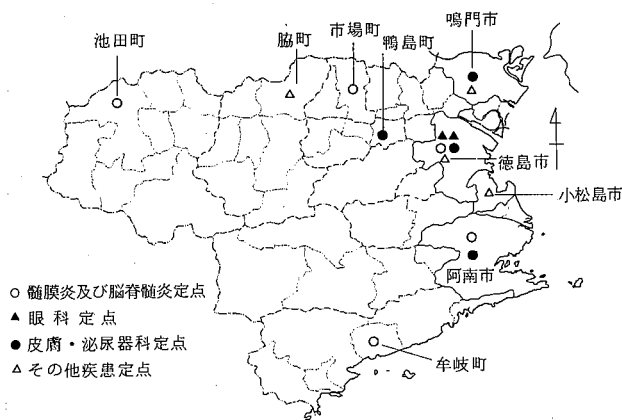 池田町
脇町
市場町
鴨島町
鳴門市
徳島市
小松島市
阿南市
牟岐町
○ 髄膜炎及び脳脊髄炎定点
▲ 眼科定点
● 皮膚・泌尿器科定点
△ その他疾患定点